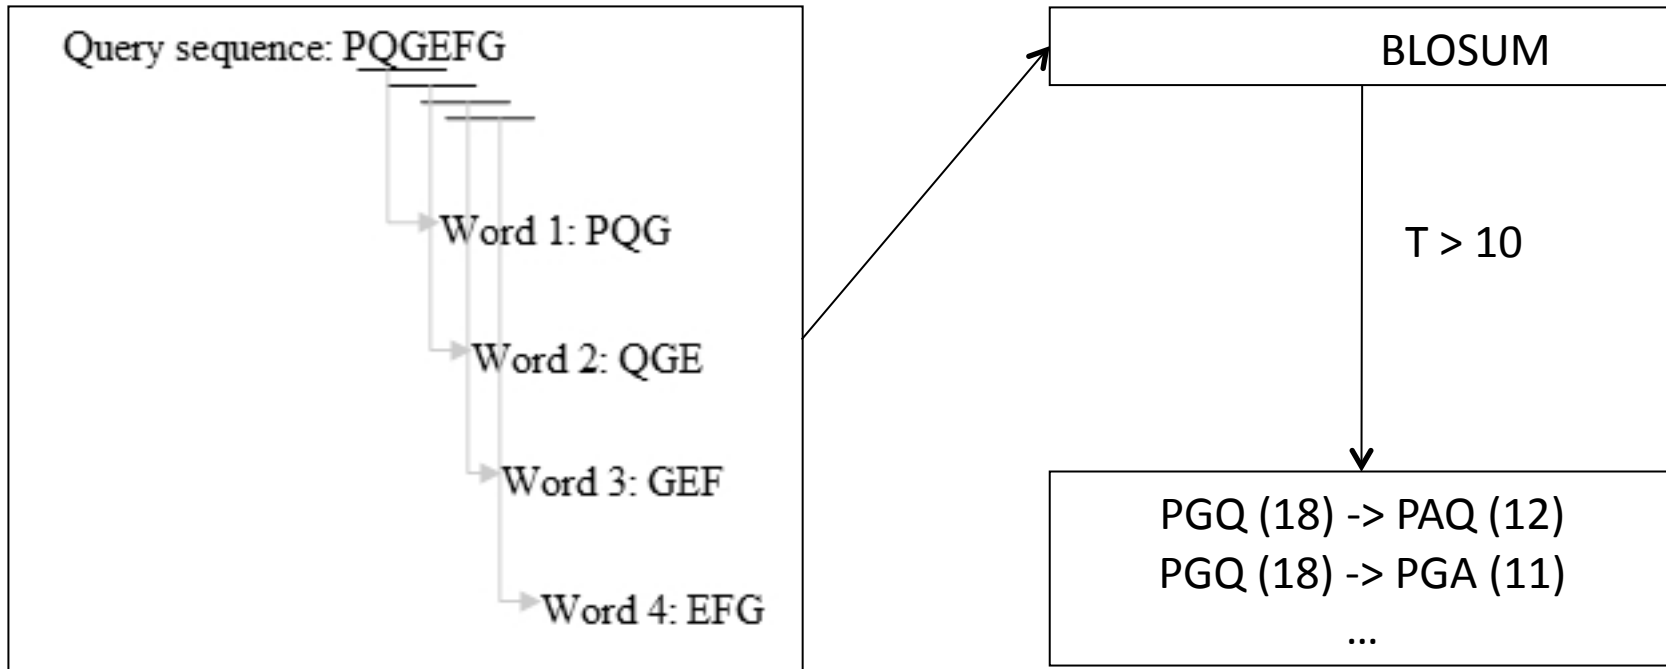 Query sequence: PQGEFG
Word 1: PQG
Word 2: QGE
Word 3: GEF
Word 4: EFG
BLOSUM
T > 10
PGQ (18) -> PAQ (12)
PGQ (18) -> PGA (11)
...